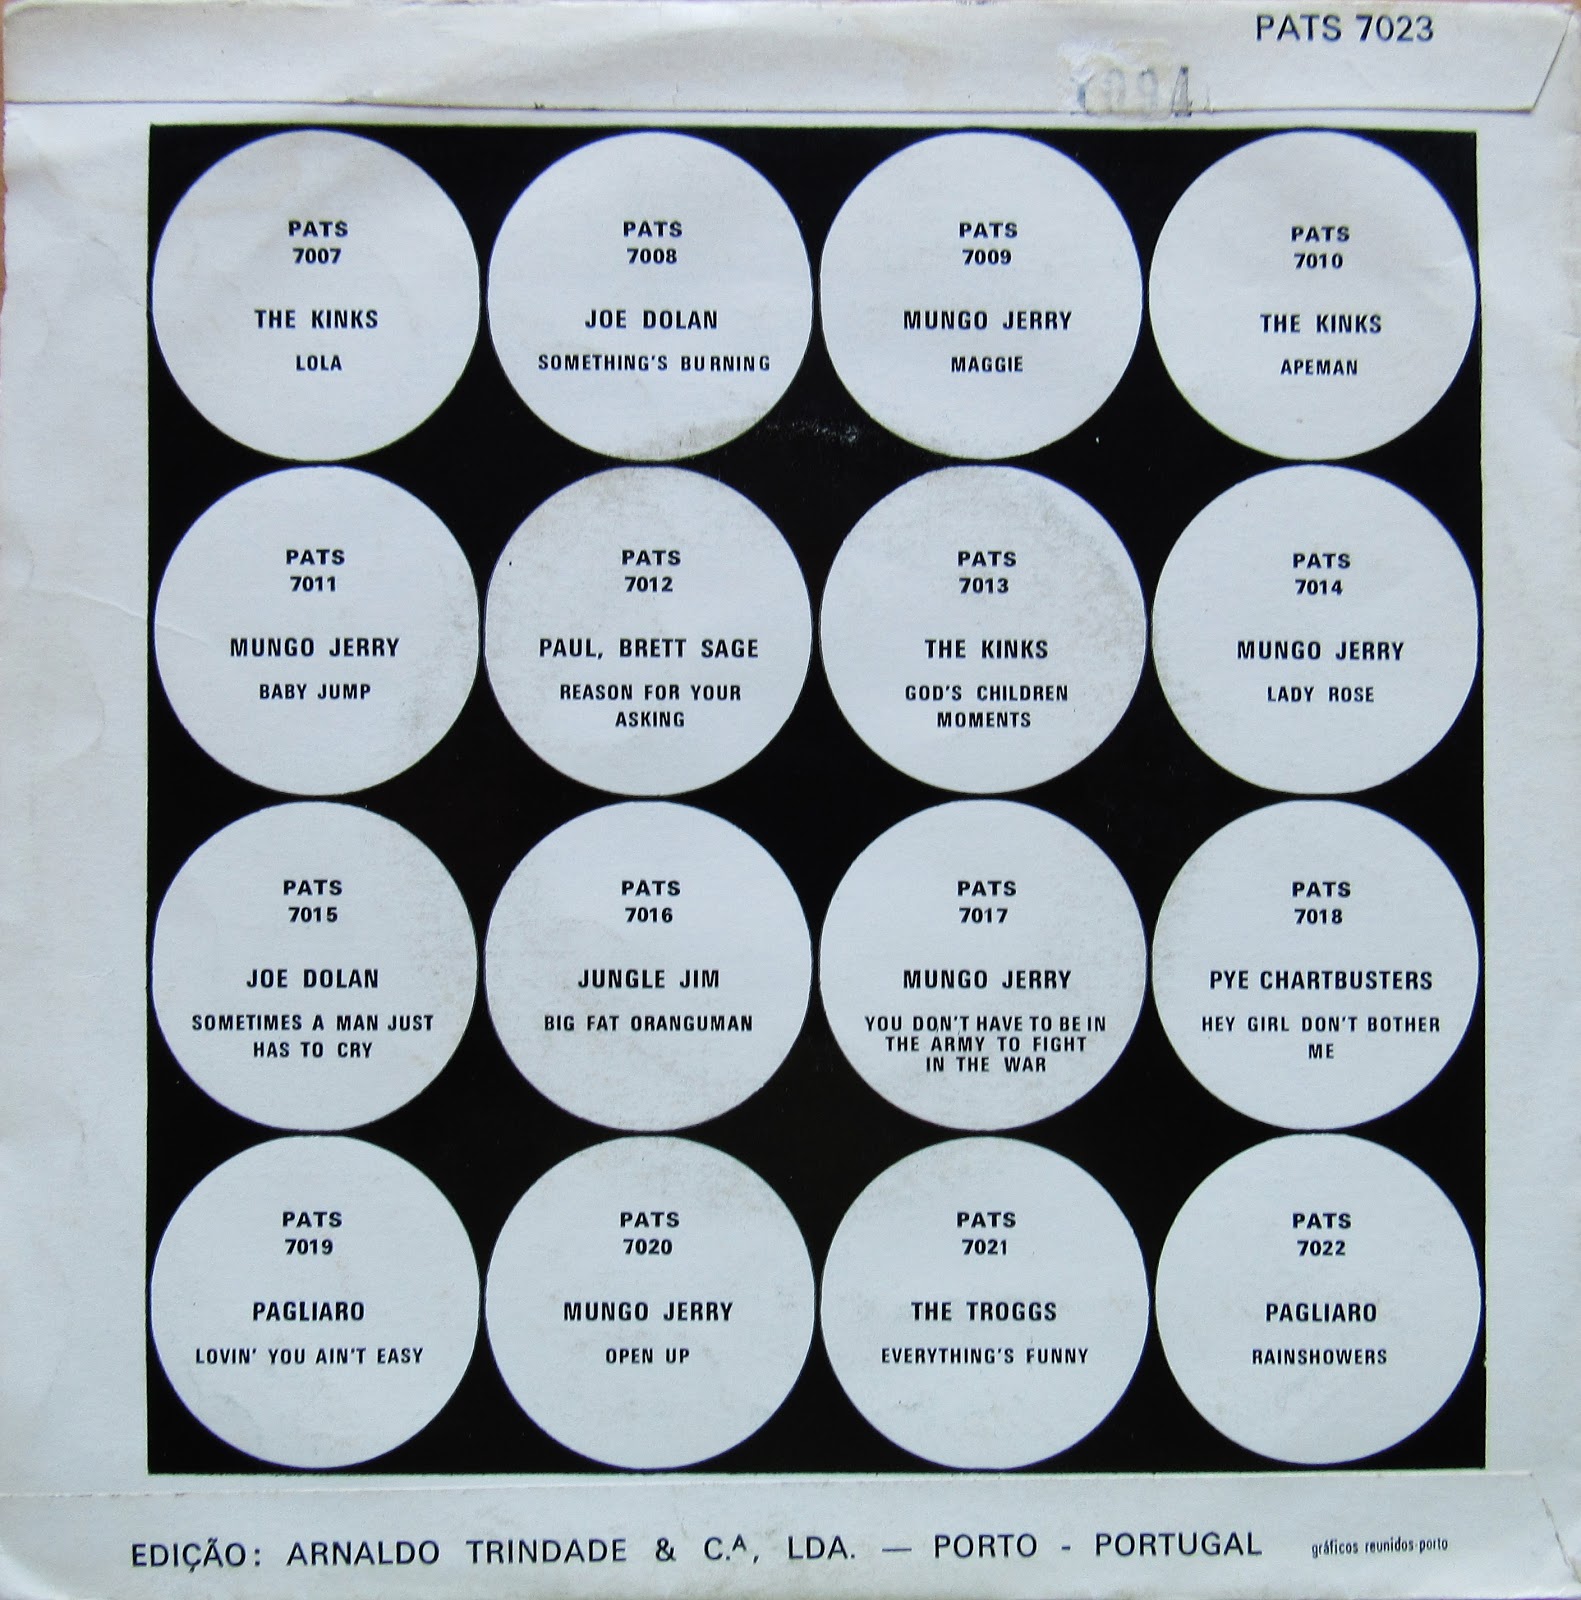 PATS 7023
PATS
7007
THE KINKS
LOLA
PATS
7008
JOE DOLAN
SOMETHING'S BURNING
PATS
7009
MUNGO JERRY
MAGGIE
PATS
7010
THE KINKS
APEMAN
PATS
7011
MUNGO JERRY
BABY JUMP
PATS
7012
PAUL, BRETT SAGE
REASON FOR YOUR
ASKING
PATS
7013
THE KINKS
GOD'S CHILDREN
MOMENTS
PATS
7014
MUNGO JERRY
LADY ROSE
PATS
7015
JOE DOLAN
SOMETIMES A MAN JUST
HAS TO CRY
PATS
7016
JUNGLE JIM
BIG FAT ORANGUMAN
PATS
7017
MUNGO JERRY
YOU DON'T HAVE TO BE IN
THE ARMY TO FIGHT
IN THE WAR
PATS
7018
PYE CHARTBUSTERS
HEY GIRL DON'T BOTHER
ME
PATS
7019
PAGLIARO
LOVIN' YOU AIN'T EASY
PATS
7020
MUNGO JERRY
OPEN UP
PATS
7021
THE TROGGS
EVERYTHING'S FUNNY
PATS
7022
PAGLIARO
RAINSHOWERS
EDIÇÃO: ARNALDO TRINDADE & C.ᴬ, LDA. — PORTO - PORTUGAL
gráficos reunidos-porto